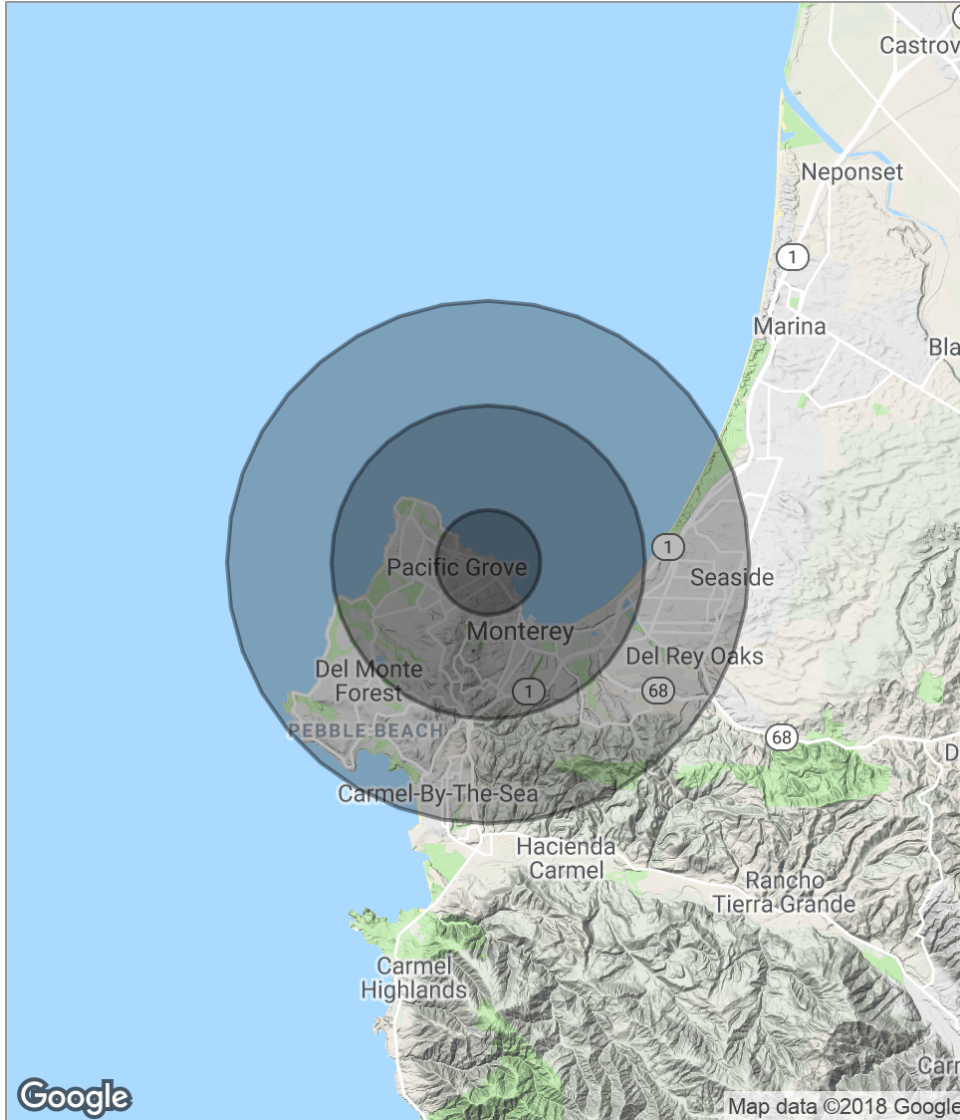 Castrov
Neponset
1
Marina
Bla
Pacific Grove
1
Seaside
Monterey
Del Rey Oaks
Del Monte
Forest
1
68
PEBBLE BEACH
68
D
Carmel-By-The-Sea
Hacienda
Carmel
Rancho
Tierra Grande
Carmel
Highlands
Carm
Google
Map data ©2018 Google